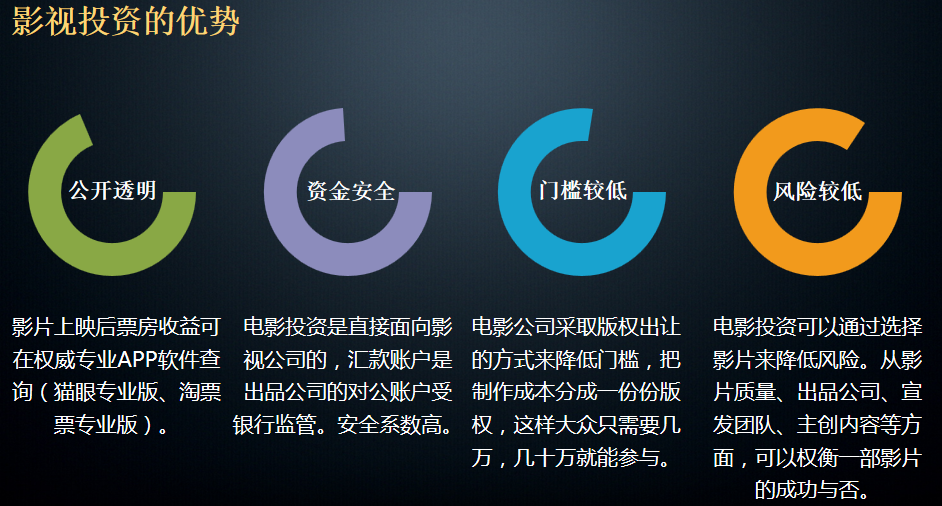 影视投资的优势
公开透明
资金安全
门槛较低
风险较低
影片上映后票房收益可
在权威专业APP软件查
询（猫眼专业版、淘票
票专业版）。
电影投资是直接面向影
视公司的，汇款账户是
出品公司的对公账户受
银行监管。安全系数高。
电影公司采取版权出让
的方式来降低门槛，把
制作成本分成一份份版
权，这样大众只需要几
万，几十万就能参与。
电影投资可以通过选择
影片来降低风险。从影
片质量、出品公司、宣
发团队、主创内容等方
面，可以权衡一部影片
的成功与否。